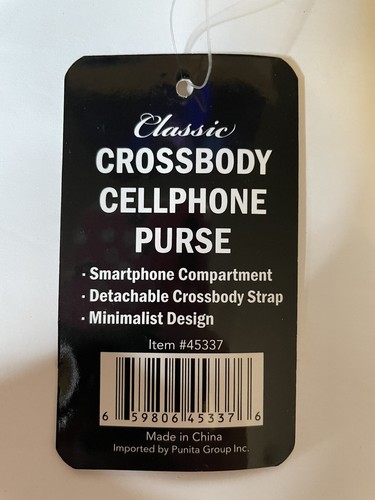 Classic
CROSSBODY
CELLPHONE
PURSE
· Smartphone Compartment
· Detachable Crossbody Strap
· Minimalist Design
Item #45337
6 59806 45337 6
Made in China
Imported by Punita Group Inc.